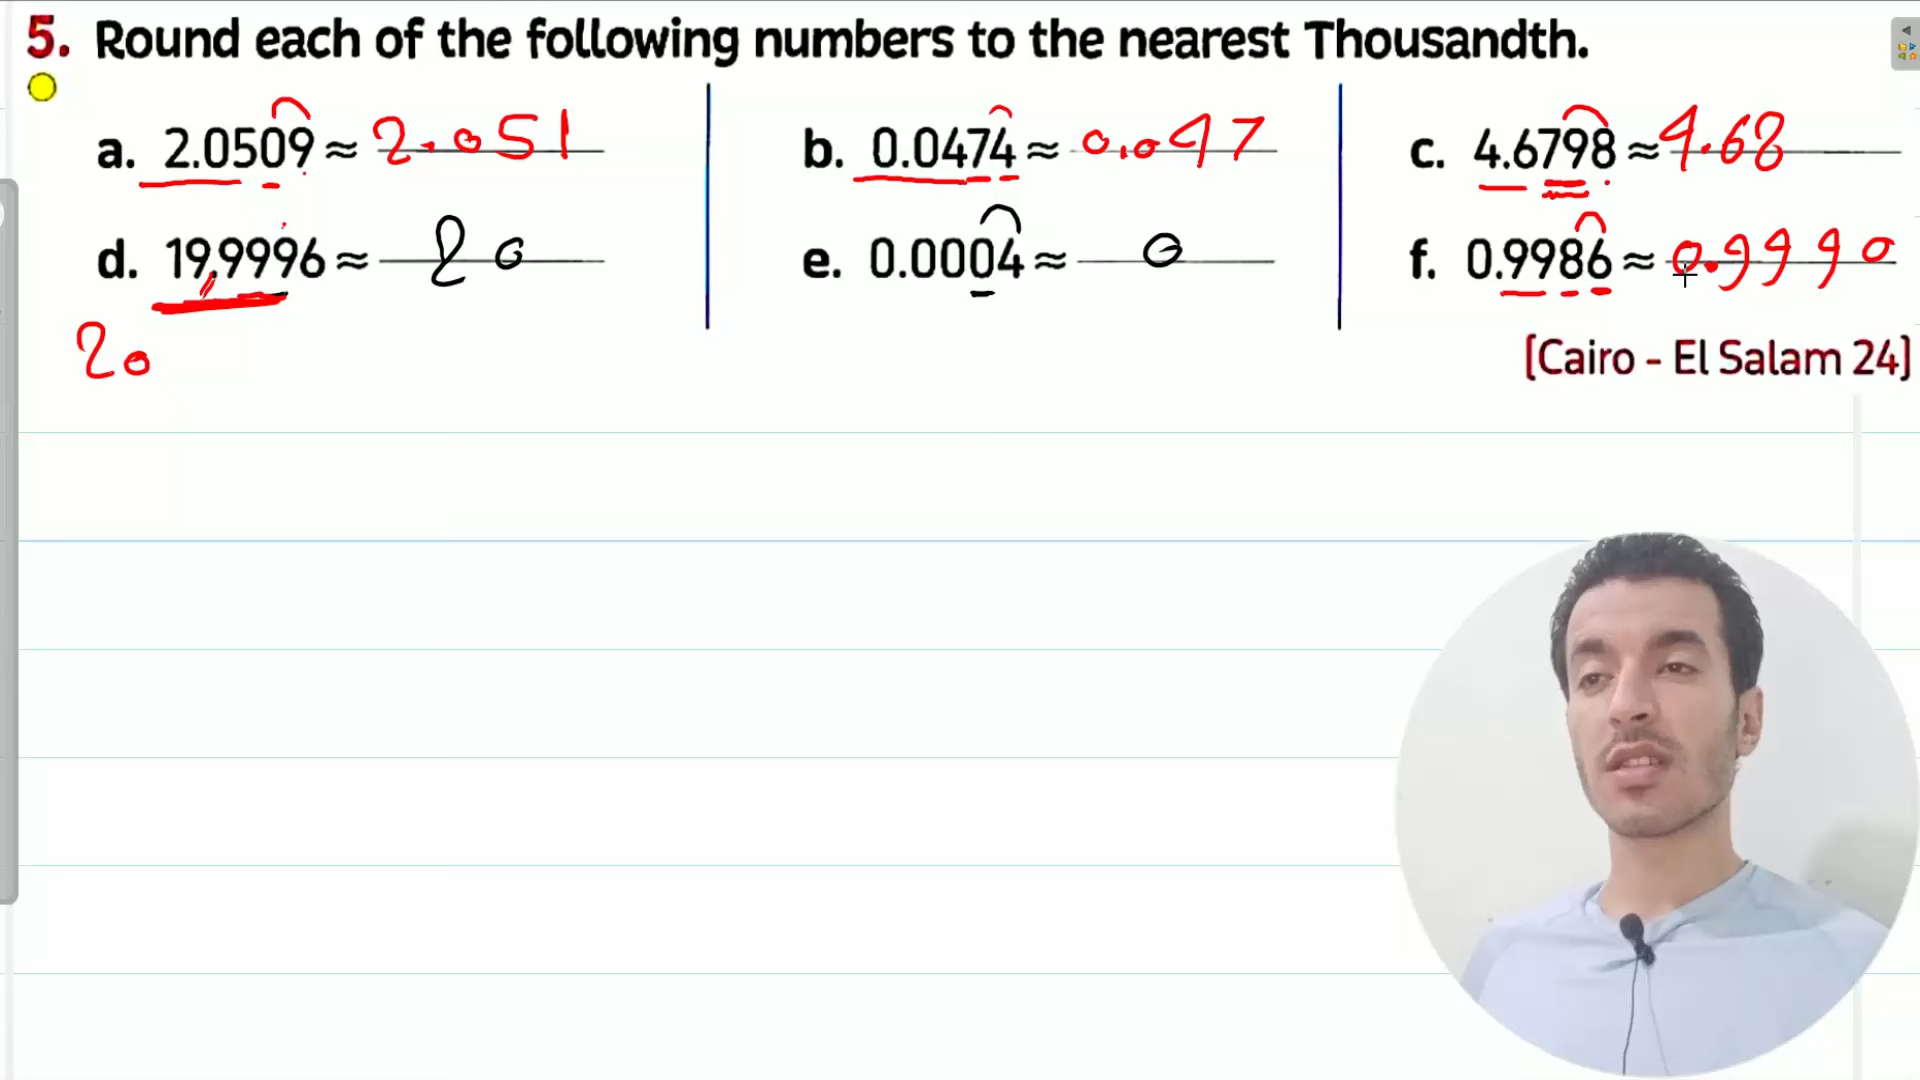 5. Round each of the following numbers to the nearest Thousandth.
a. 2.0509 ≈ 2.051
b. 0.0474 ≈ 0.047
c. 4.6798 ≈ 4.68
d. 19,9996 ≈ 20
e. 0.0004 ≈ 0
f. 0.9986 ≈ 0.9990
20
[Cairo - El Salam 24]